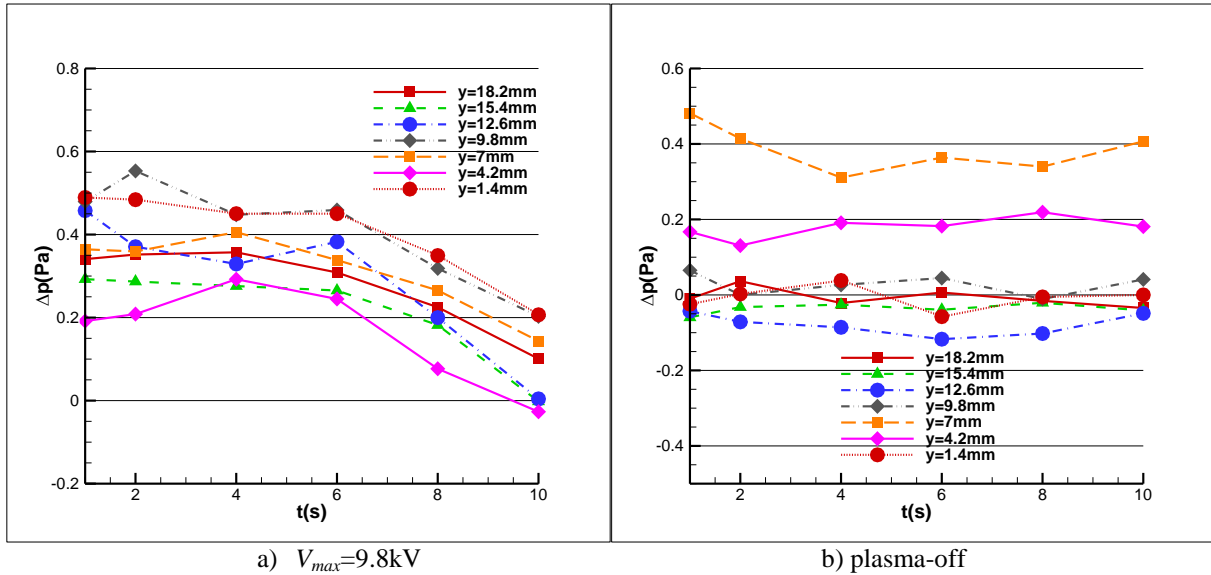 0.8
0.6
0.4
0.2
0
-0.2
Δp(Pa)
y=18.2mm
y=15.4mm
y=12.6mm
y=9.8mm
y=7mm
y=4.2mm
y=1.4mm
2 4 6 8 10
t(s)
a) Vmax=9.8kV
0.6
0.4
0.2
0
-0.2
-0.4
Δp(Pa)
y=18.2mm
y=15.4mm
y=12.6mm
y=9.8mm
y=7mm
y=4.2mm
y=1.4mm
2 4 6 8 10
t(s)
b) plasma-off